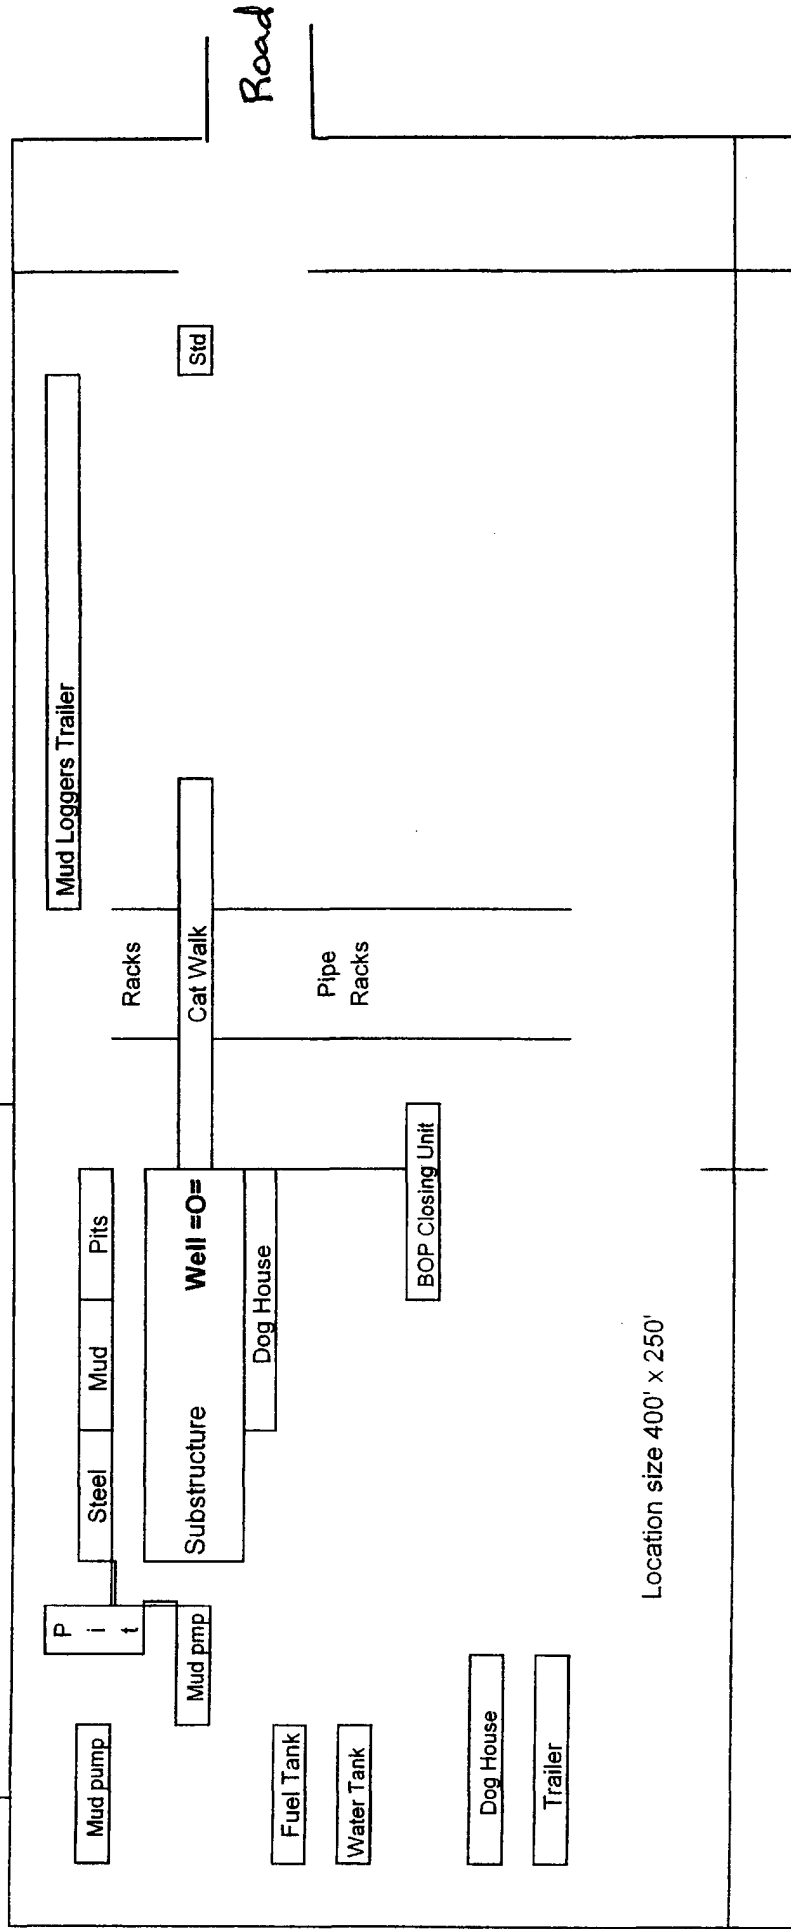 Road
Std
Mud Loggers Trailer
Racks
Cat Walk
Pipe
Racks
Steel
Mud
Pits
Substructure
Well =O=
Dog House
BOP Closing Unit
P
i
t
Mud pmp
Mud pump
Fuel Tank
Water Tank
Dog House
Trailer
Location size 400' x 250'